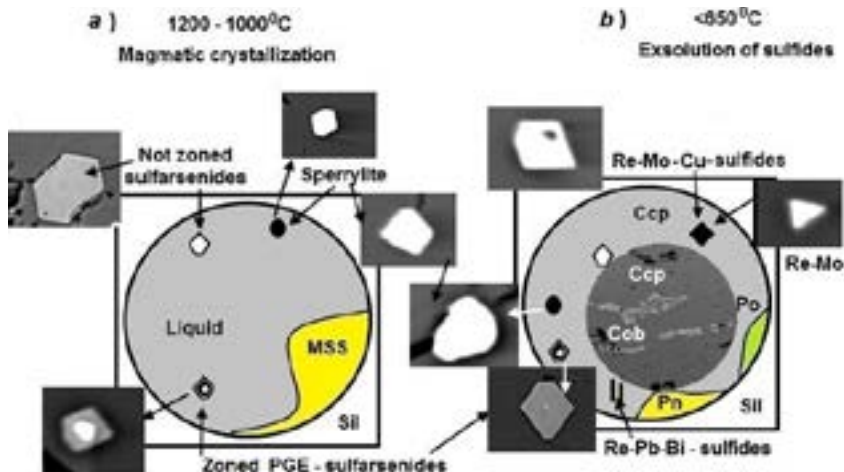 a ) 1200 - 1000⁰C
Magmatic crystallization
Not zoned
sulfarsenides
Sperrylite
Liquid
MSS
Sil
Zoned PGE - sulfarsenides
b ) <850⁰C
Exsolution of sulfides
Re-Mo-Cu-sulfides
Ccp
Re-Mo
Ccp
Po
Cob
Pn
Sil
Re-Pb-Bi - sulfides